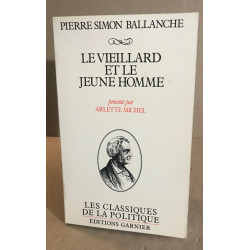 PIERRE SIMON BALLANCHE
LE VIEILLARD
ET LE
JEUNE HOMME
présenté par
ARLETTE MICHEL
LES CLASSIQUES
DE LA POLITIQUE
EDITIONS GARNIER